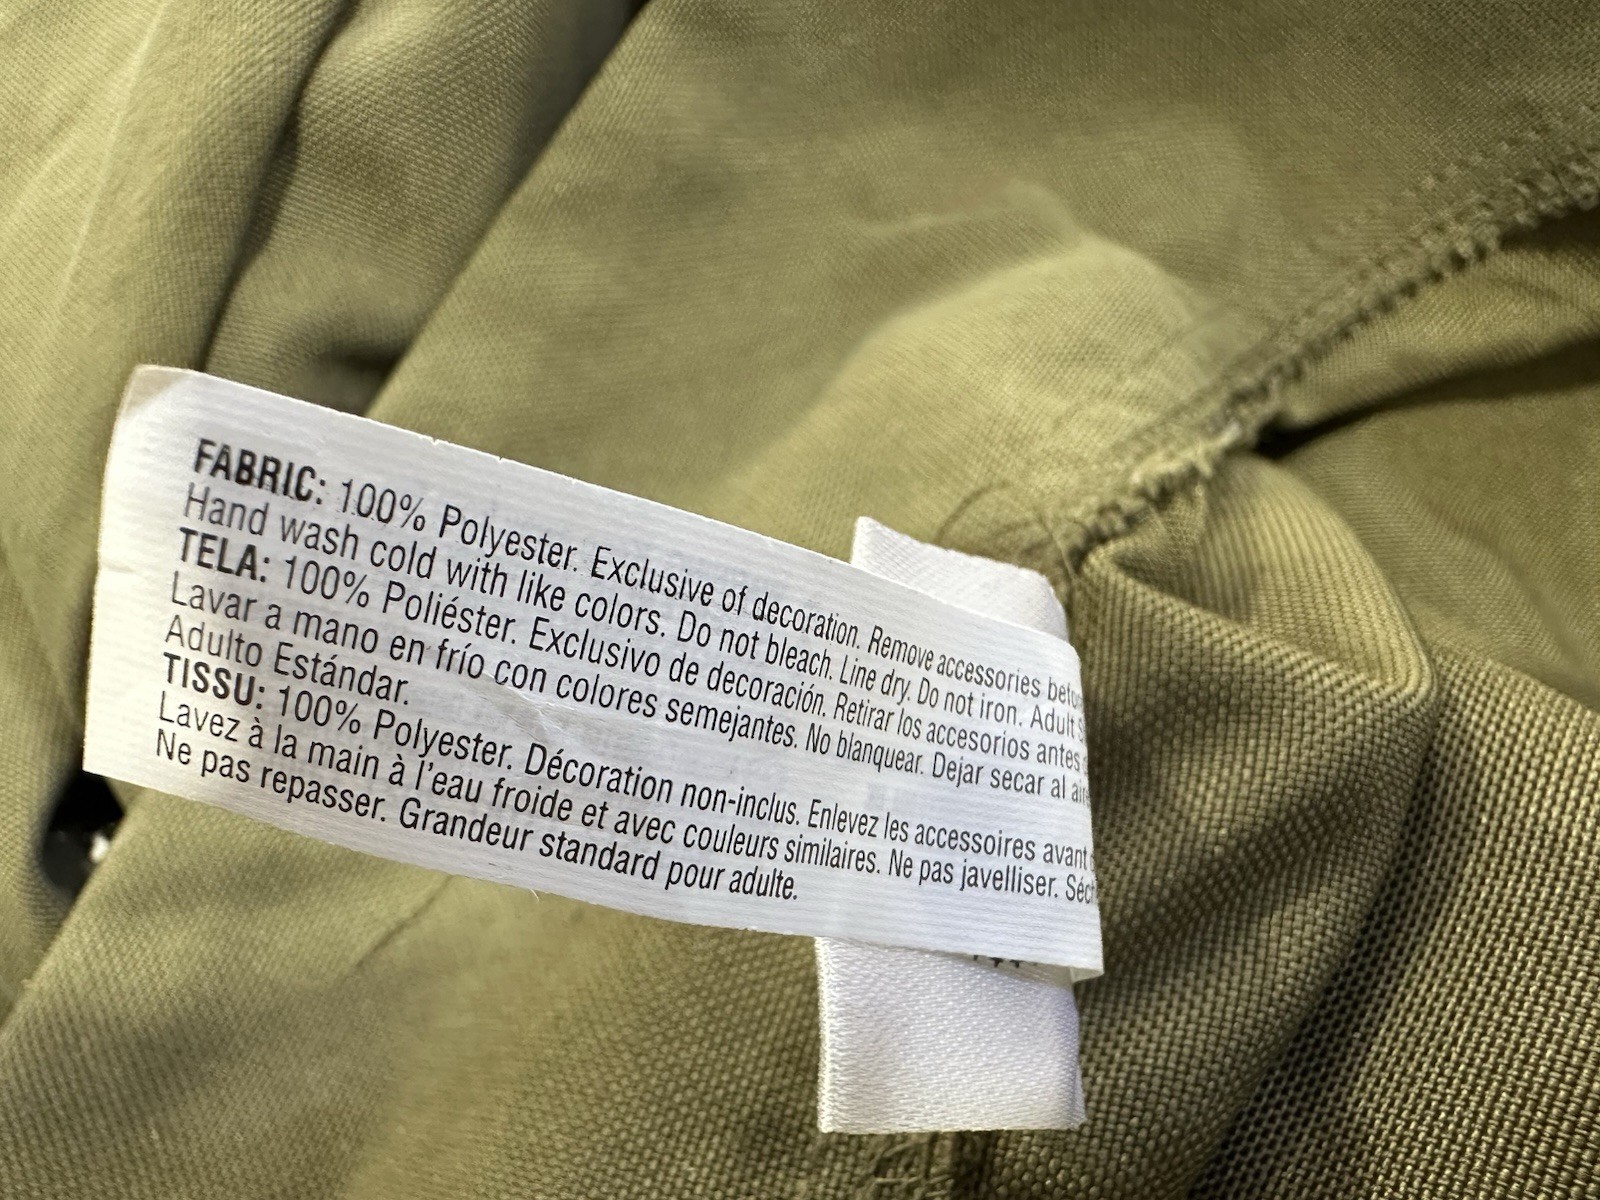 FABRIC: 100% Polyester. Exclusive of decoration. Remove accessories
Hand wash cold with like colors. Do not bleach. Line dry. Do not iron. Adult
TELA: 100% Poliéster. Exclusivo de decoración. Retirar los accesorios antes
Lavar a mano en frío con colores semejantes. No blanquear. Dejar secar al
Adulto Estándar.
TISSU: 100% Polyester. Décoration non-inclus. Enlevez les accessoires avant
Lavez à la main à l'eau froide et avec couleurs similaires. Ne pas javelliser.
Ne pas repasser. Grandeur standard pour adulte.